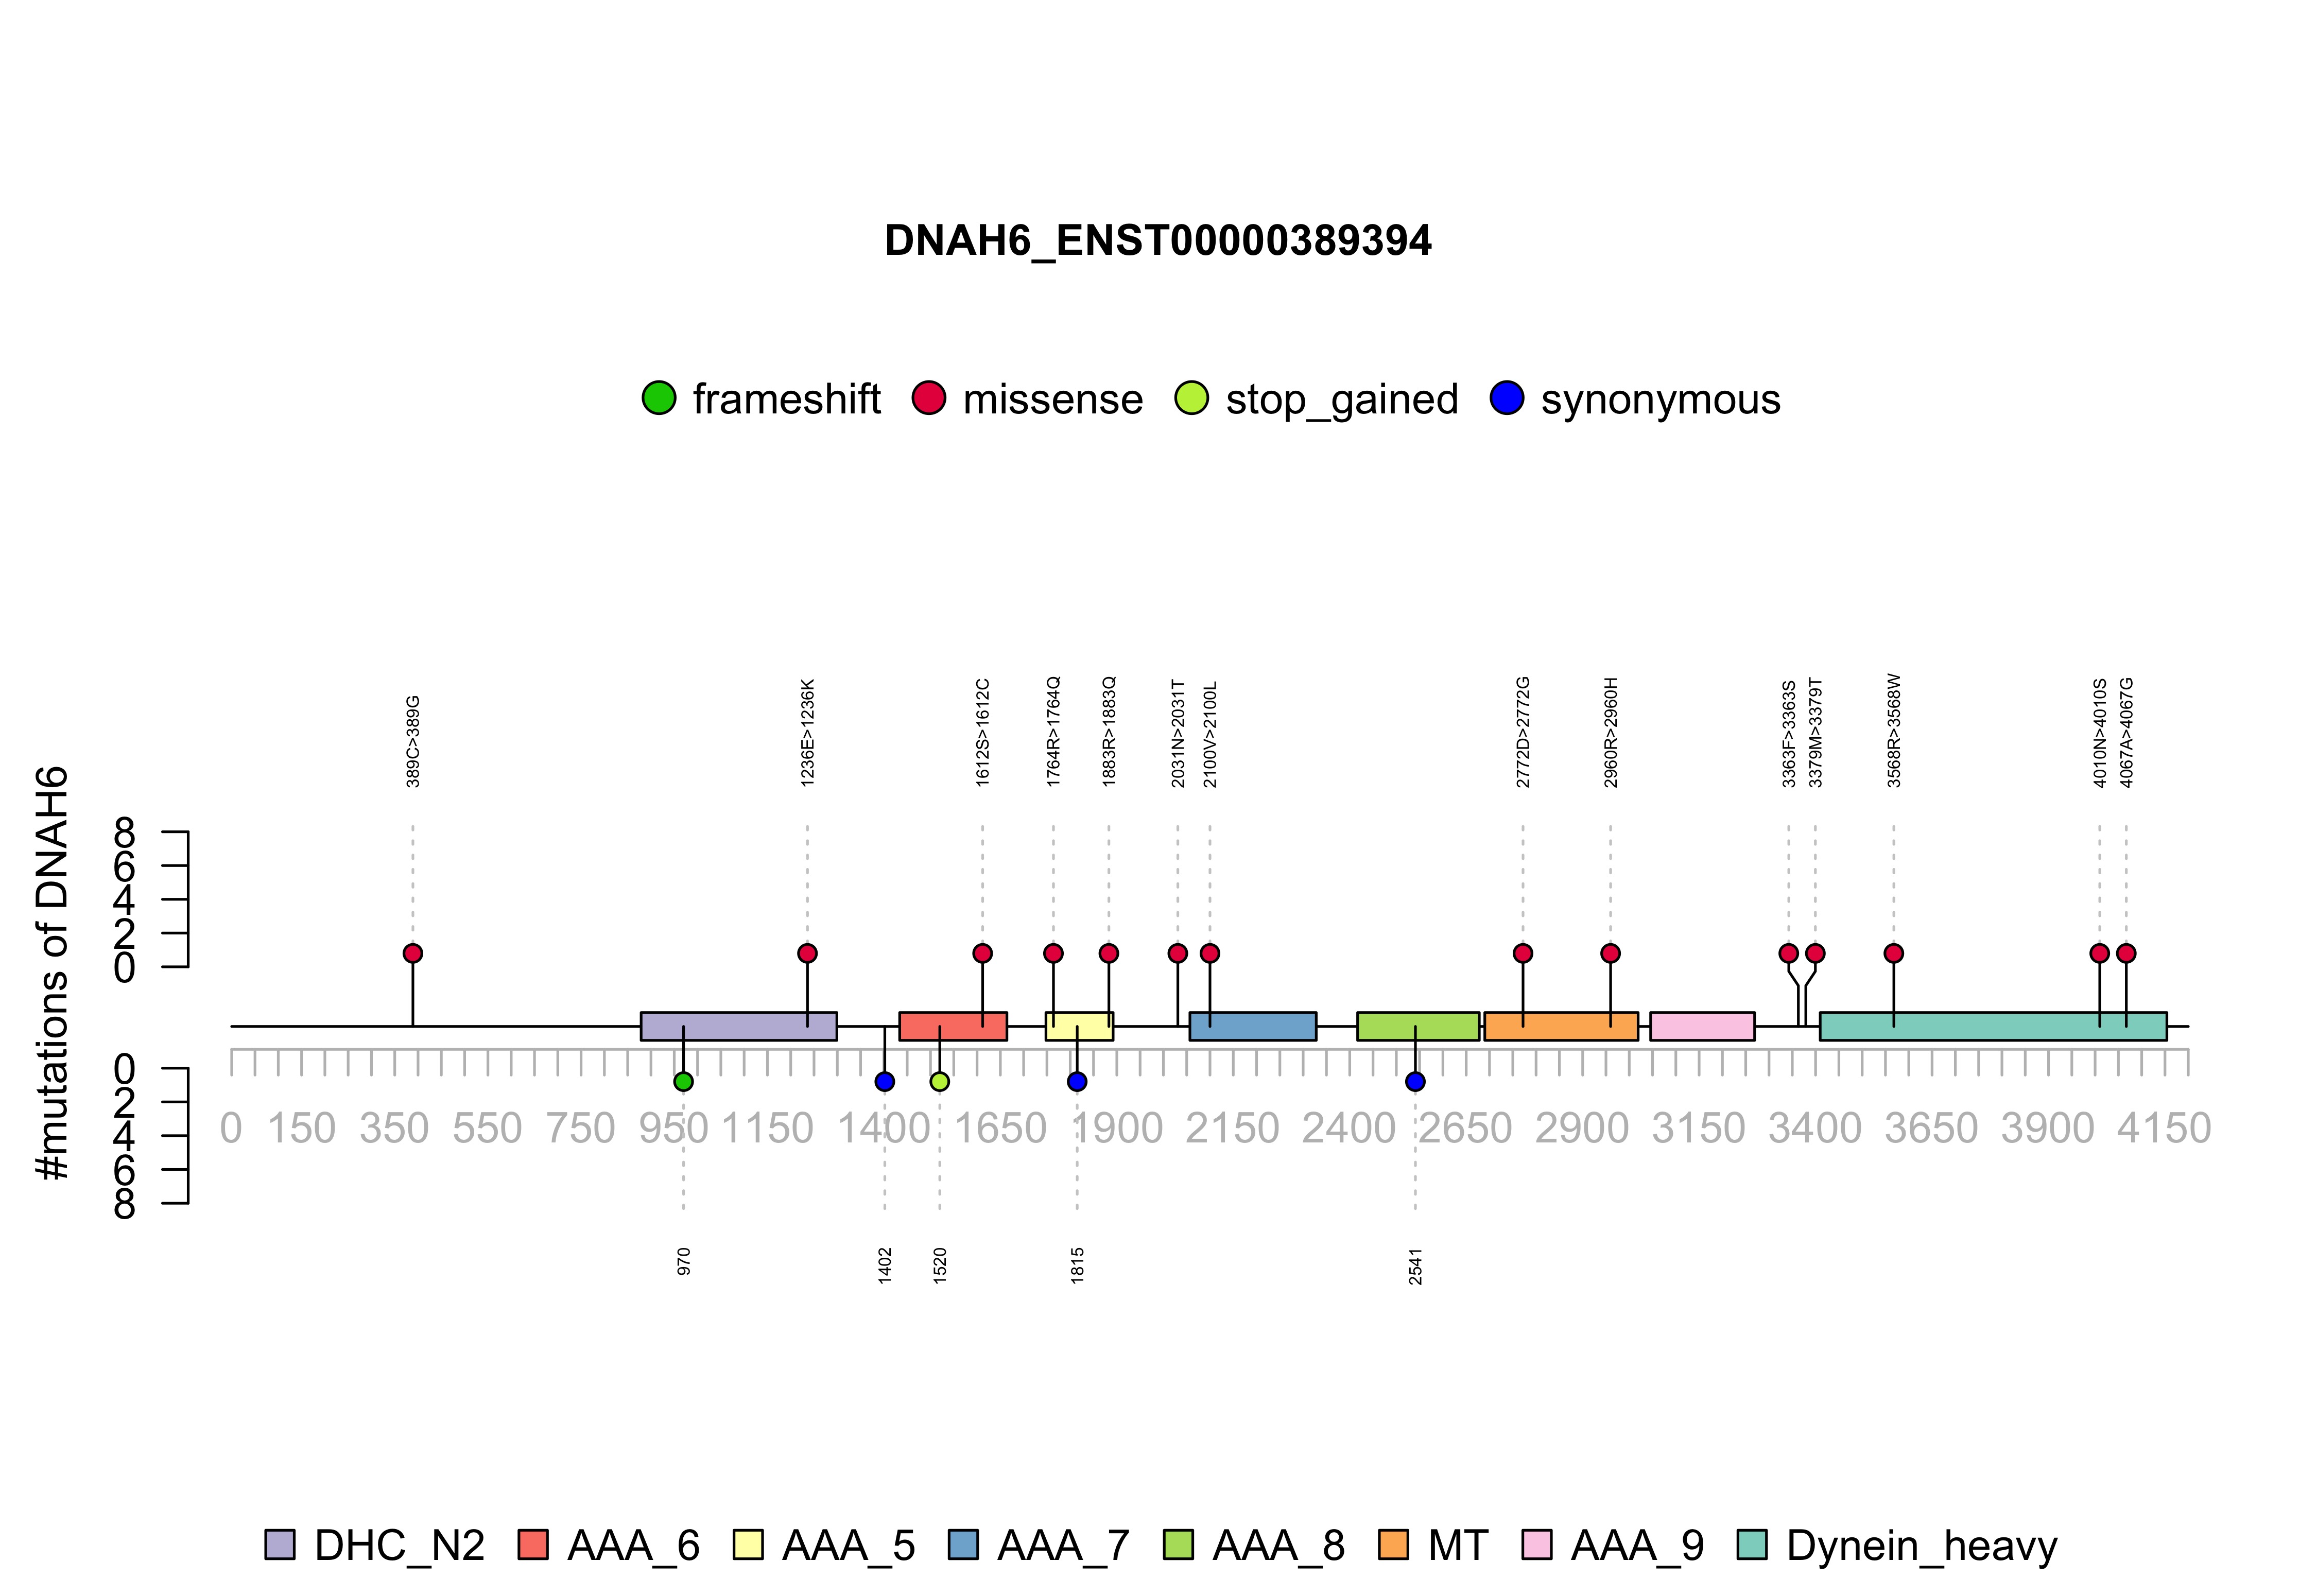 DNAH6_ENST00000389394
frameshift missense stop_gained synonymous
389C>389G
1236E>1236K
1612S>1612C
1764R>1764Q
1883R>1883Q
2031N>2031T
2100V>2100L
2772D>2772G
2960R>2960H
3363F>3363S
3379M>3379T
3568R>3568W
4010N>4010S
4067A>4067G
#mutations of DNAH6
8
6
4
2
0
0
2
4
6
8
0 150 350 550 750 950 1150 1400 1650 1900 2150 2400 2650 2900 3150 3400 3650 3900 4150
970
1402
1520
1815
2541
DHC_N2 AAA_6 AAA_5 AAA_7 AAA_8 MT AAA_9 Dynein_heavy